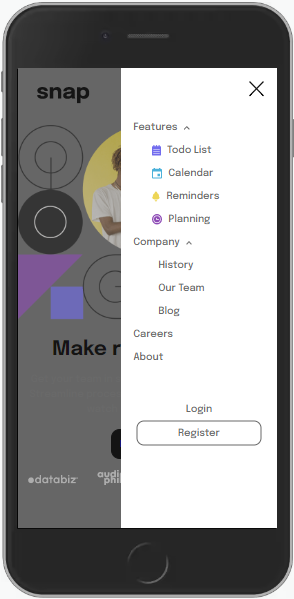 snap
Features
Todo List
Calendar
Reminders
Planning
Company
History
Our Team
Blog
Careers
About
Make r
Login
Register
databiz
audi
phil